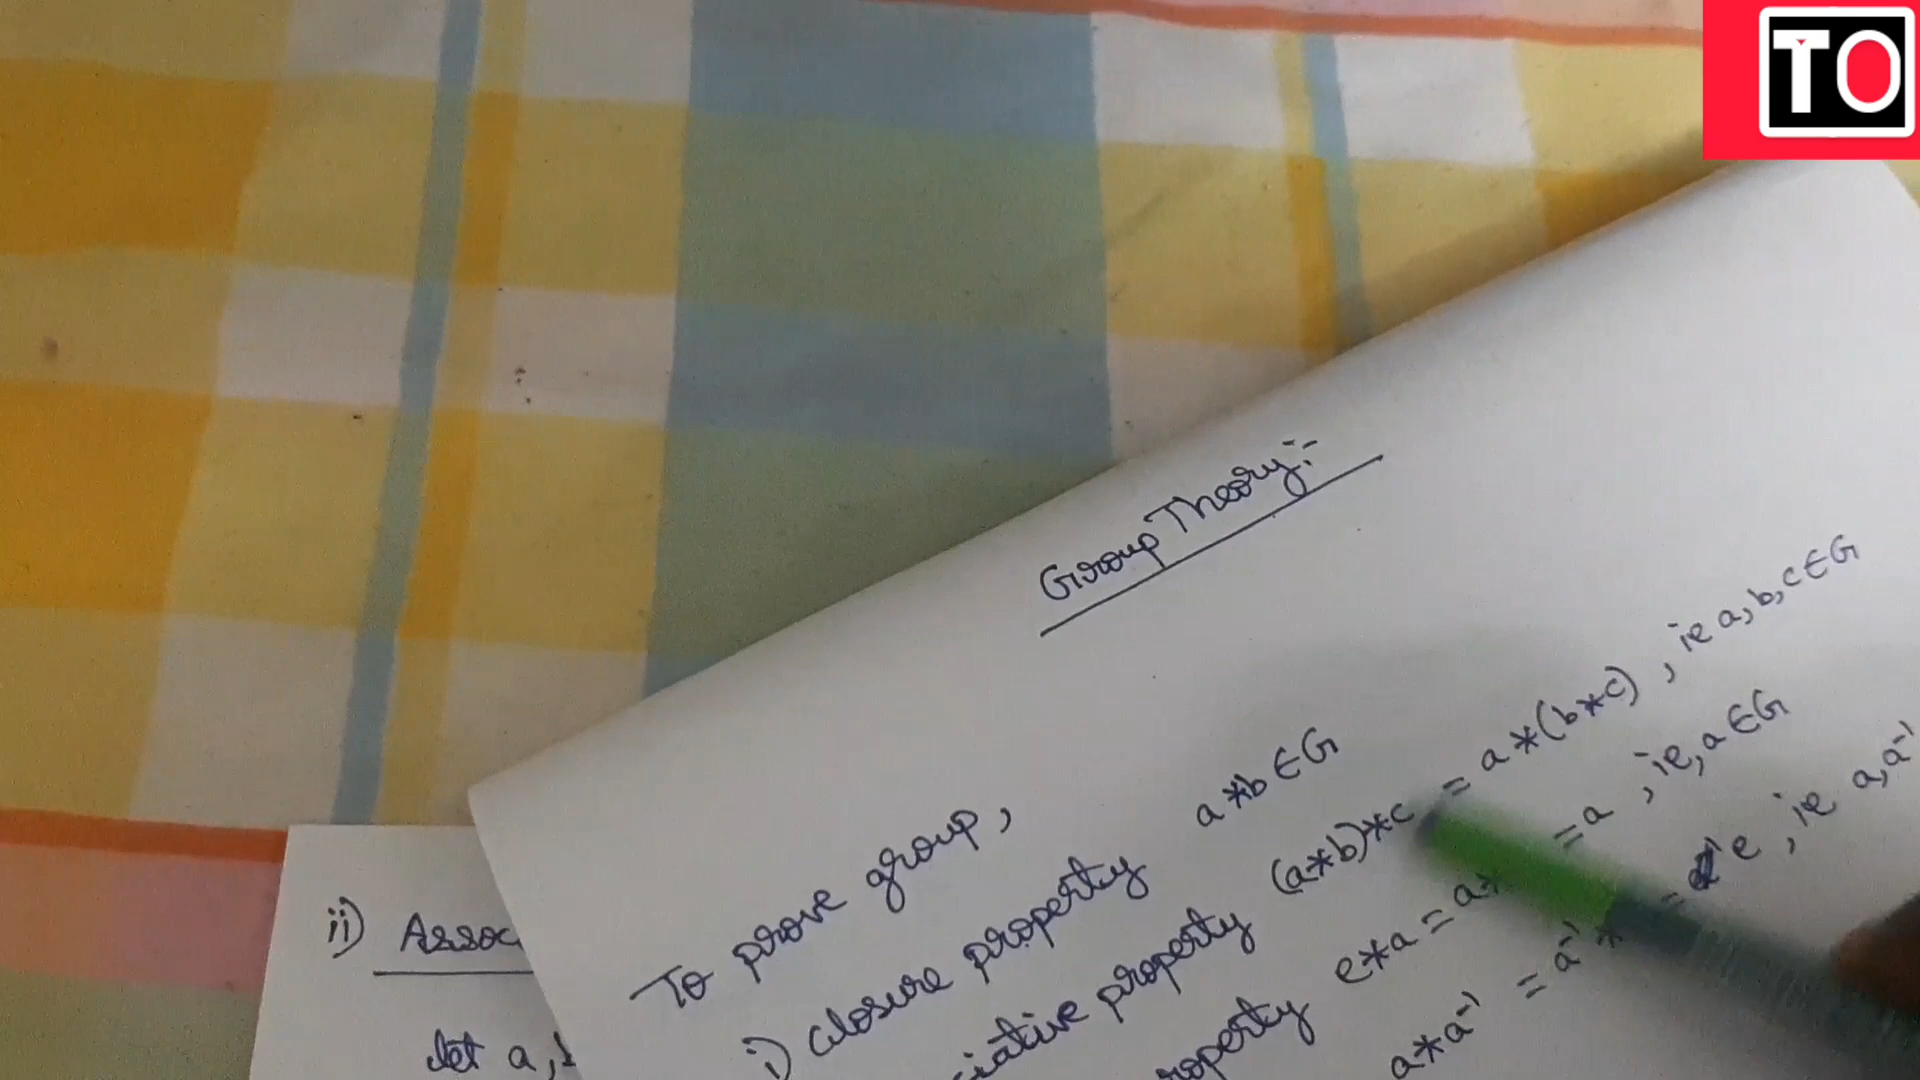 TO
Group Theory:-
To prove group,
i) Closure property a*b∈G
ciative property (a*b)*c = a*(b*c) , ie a,b,c∈G
roperty e*a = a* = a , ie, a∈G
a*a⁻¹ = a⁻¹* = e , ie a,a⁻¹
ii) Assoc
let a,